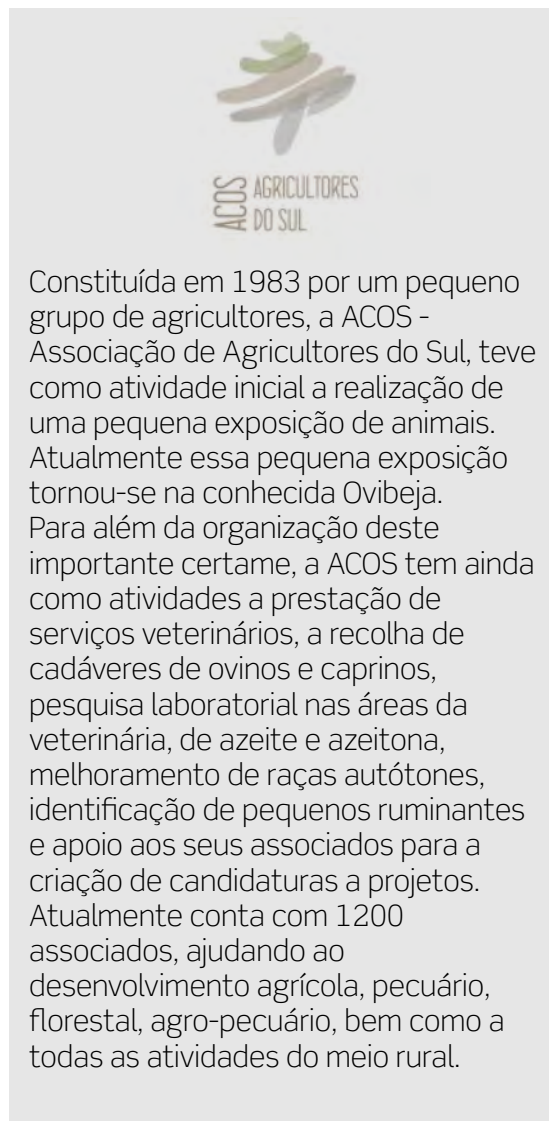 ACOS AGRICULTORES
DO SUL
Constituída em 1983 por um pequeno
grupo de agricultores, a ACOS -
Associação de Agricultores do Sul, teve
como atividade inicial a realização de
uma pequena exposição de animais.
Atualmente essa pequena exposição
tornou-se na conhecida Ovibeja.
Para além da organização deste
importante certame, a ACOS tem ainda
como atividades a prestação de
serviços veterinários, a recolha de
cadáveres de ovinos e caprinos,
pesquisa laboratorial nas áreas da
veterinária, de azeite e azeitona,
melhoramento de raças autótones,
identificação de pequenos ruminantes
e apoio aos seus associados para a
criação de candidaturas a projetos.
Atualmente conta com 1200
associados, ajudando ao
desenvolvimento agrícola, pecuário,
florestal, agro-pecuário, bem como a
todas as atividades do meio rural.